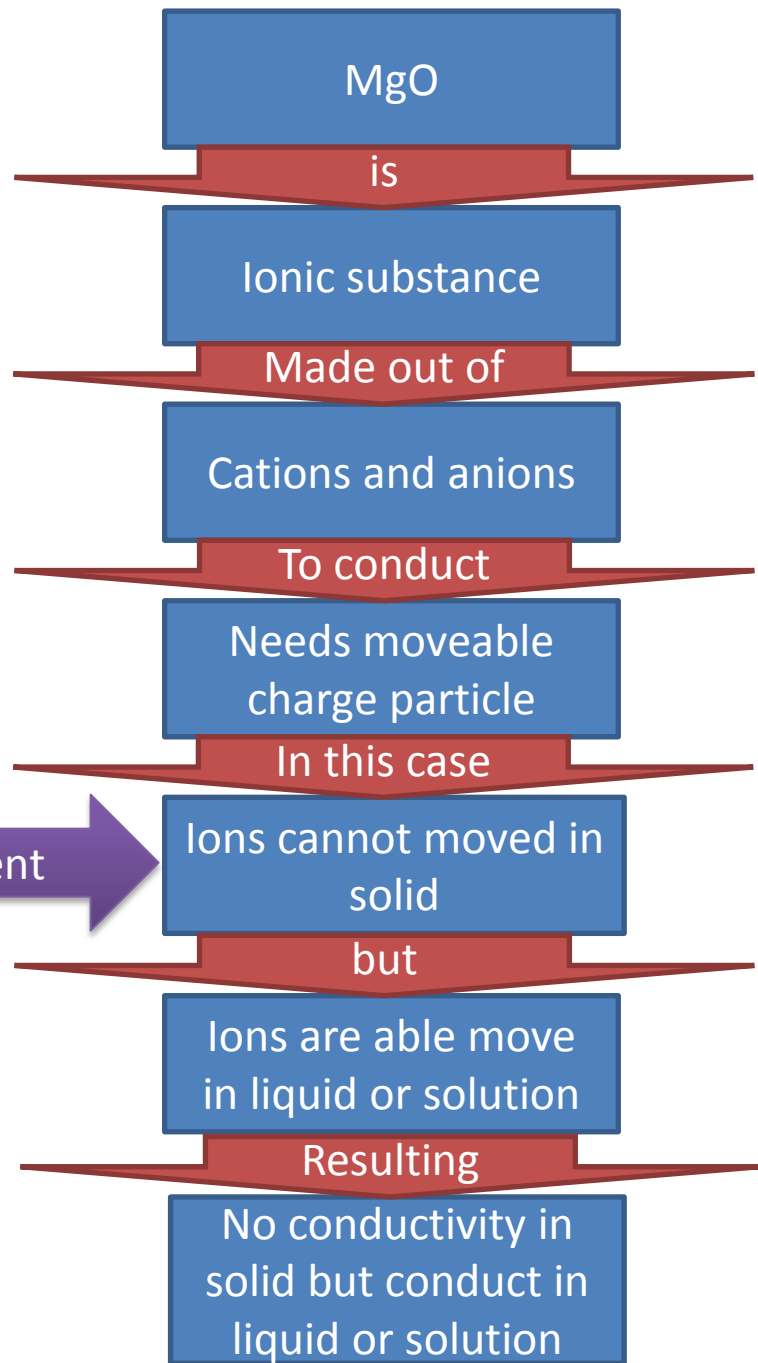 MgO
is
Ionic substance
Made out of
Cations and anions
To conduct
Needs moveable
charge particle
In this case
Ions cannot moved in
solid
but
Ions are able move
in liquid or solution
Resulting
No conductivity in
solid but conduct in
liquid or solution